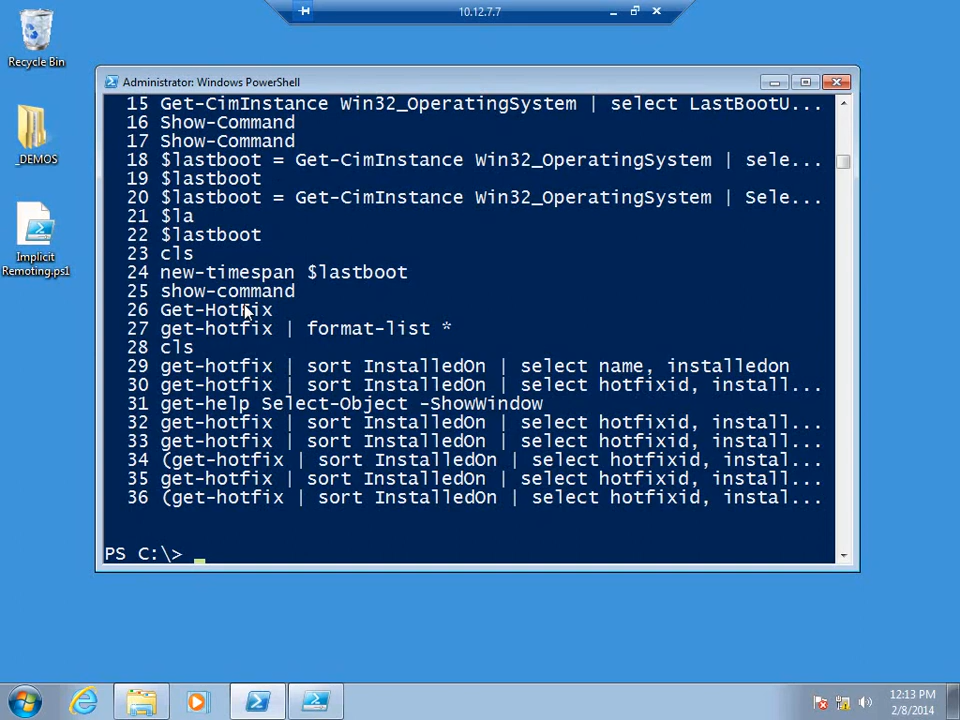 10.12.7.7
Recycle Bin
_DEMOS
Implicit
Remoting.ps1
Administrator: Windows PowerShell
15 Get-CimInstance Win32_OperatingSystem | select LastBootU...
16 Show-Command
17 Show-Command
18 $lastboot = Get-CimInstance Win32_OperatingSystem | sele...
19 $lastboot
20 $lastboot = Get-CimInstance Win32_OperatingSystem | Sele...
21 $la
22 $lastboot
23 cls
24 new-timespan $lastboot
25 show-command
26 Get-Hotfix
27 get-hotfix | format-list *
28 cls
29 get-hotfix | sort InstalledOn | select name, installedon
30 get-hotfix | sort InstalledOn | select hotfixid, install...
31 get-help Select-Object -ShowWindow
32 get-hotfix | sort InstalledOn | select hotfixid, install...
33 get-hotfix | sort InstalledOn | select hotfixid, install...
34 (get-hotfix | sort InstalledOn | select hotfixid, instal...
35 get-hotfix | sort InstalledOn | select hotfixid, install...
36 (get-hotfix | sort InstalledOn | select hotfixid, instal...
PS C:\> _
12:13 PM
2/8/2014